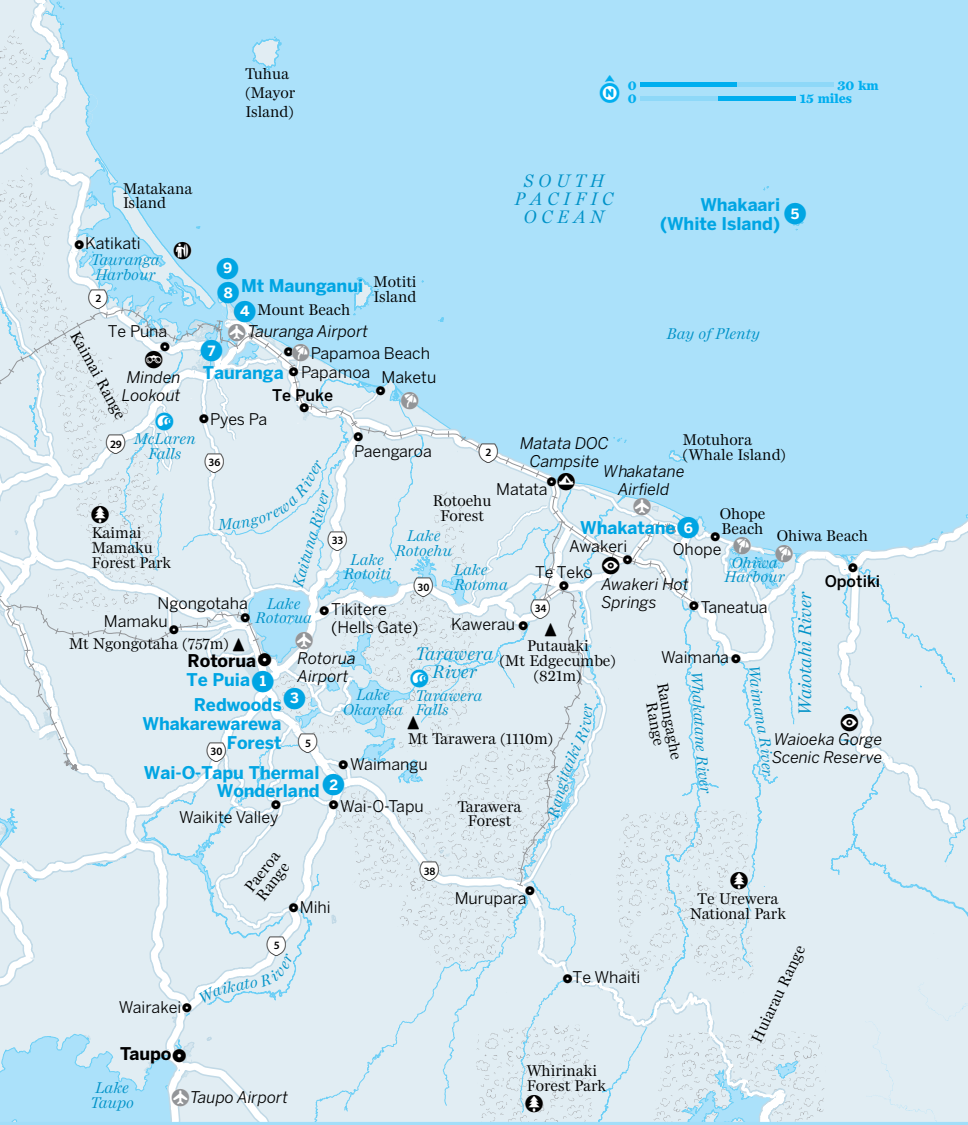 Tuhua
(Mayor
Island)
N
0
30 km
0
15 miles
SOUTH
PACIFIC
OCEAN
Matakana
Island
Whakaari
(White Island)
5
Katikati
Tauranga
Harbour
9
8
Mt Maunganui
Motiti
Island
4
Mount Beach
2
Bay of Plenty
Te Puna
Tauranga Airport
7
Papamoa Beach
Kaimai Range
Minden
Lookout
Tauranga
Papamoa
Maketu
Te Puke
Pyes Pa
McLaren
Falls
29
36
Paengaroa
2
Matata DOC
Campsite
Motuhora
(Whale Island)
Whakatane
Airfield
Matata
Mangorewa River
Kaituna River
Rotoehu
Forest
Kaimai
Mamaku
Forest Park
33
Whakatane
6
Ohope
Beach
Ohope
Ohiwa Beach
Lake
Rotoehu
Awakeri
Ohiwa
Harbour
Lake
Rotoiti
Lake
Rotoma
30
Te Teko
Awakeri Hot
Springs
Opotiki
Ngongotaha
Lake
Rotorua
Tikitere
(Hells Gate)
34
Taneatua
Mamaku
Kawerau
Mt Ngongotaha (757m)
Putauaki
(Mt Edgecumbe)
(821m)
Waiotahi River
Rotorua
Rotorua
Airport
Tarawera
River
Waimana
Te Puia
1
3
Redwoods
Whakarewarewa
Forest
Lake
Okareka
Tarawera
Falls
Raungaehe
Range
Whakatane River
Waimana River
Mt Tarawera (1110m)
Rangitaiki River
Waioeka Gorge
Scenic Reserve
30
5
Waimangu
Wai-O-Tapu Thermal
Wonderland
2
Wai-O-Tapu
Waikite Valley
Tarawera
Forest
Paeroa
Range
38
Murupara
Te Urewera
National Park
Mihi
5
Waikato River
Te Whaiti
Huiarau Range
Wairakei
Taupo
Whirinaki
Forest Park
Lake
Taupo
Taupo Airport